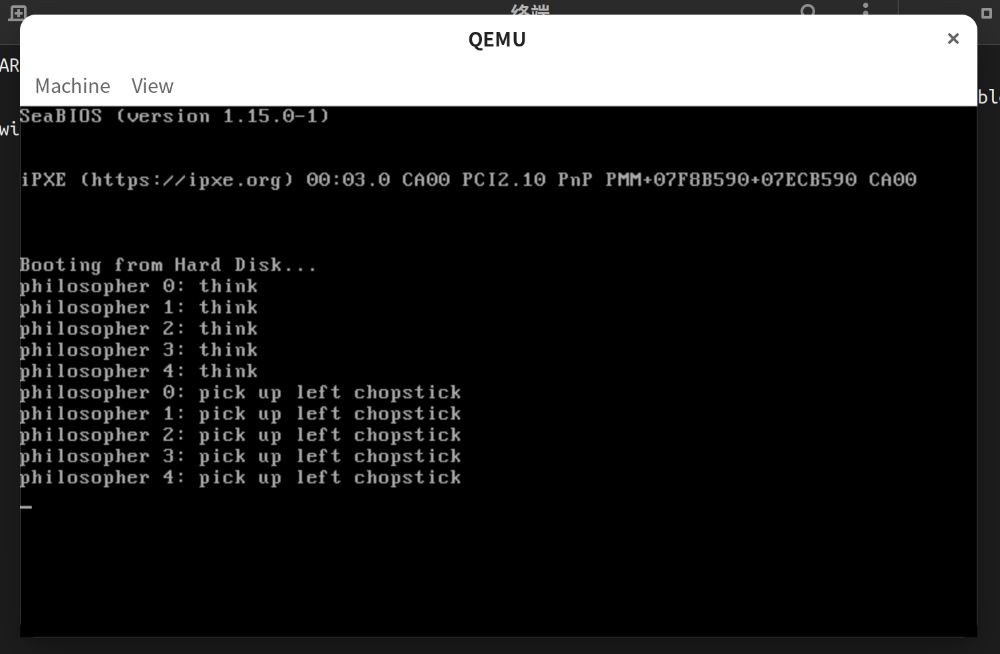 终端
QEMU
Machine View
AR
ble
wi
SeaBIOS (version 1.15.0-1)
iPXE (https://ipxe.org) 00:03.0 CA00 PCI2.10 PnP PMM+07F8B590+07ECB590 CA00
Booting from Hard Disk...
philosopher 0: think
philosopher 1: think
philosopher 2: think
philosopher 3: think
philosopher 4: think
philosopher 0: pick up left chopstick
philosopher 1: pick up left chopstick
philosopher 2: pick up left chopstick
philosopher 3: pick up left chopstick
philosopher 4: pick up left chopstick
_